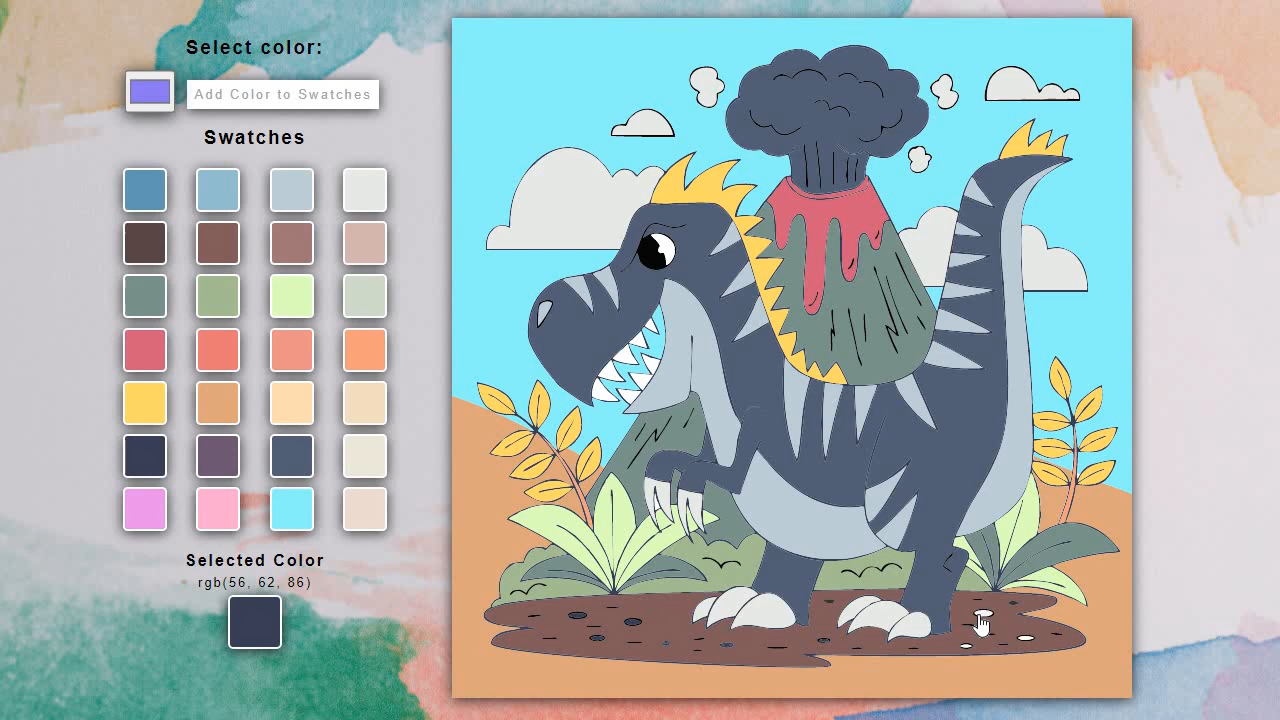 Select color:
Add Color to Swatches
Swatches
Selected Color
rgb(56, 62, 86)